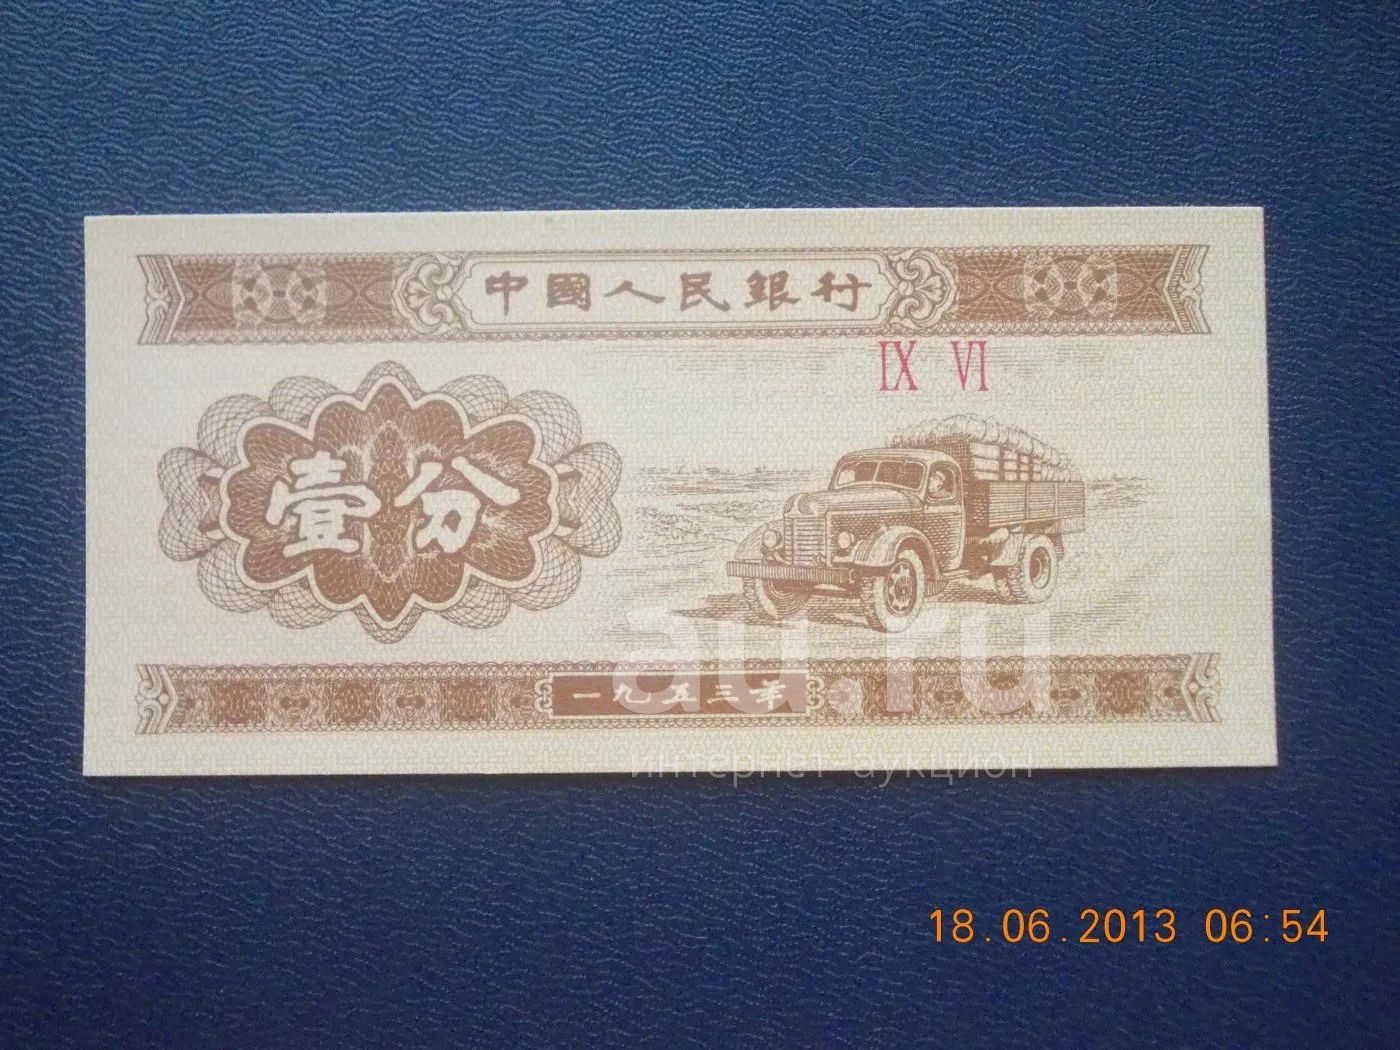 中國人民銀行
IX VI
壹分
一九五三年
au.ru
интернет-аукцион
18.06.2013 06:54